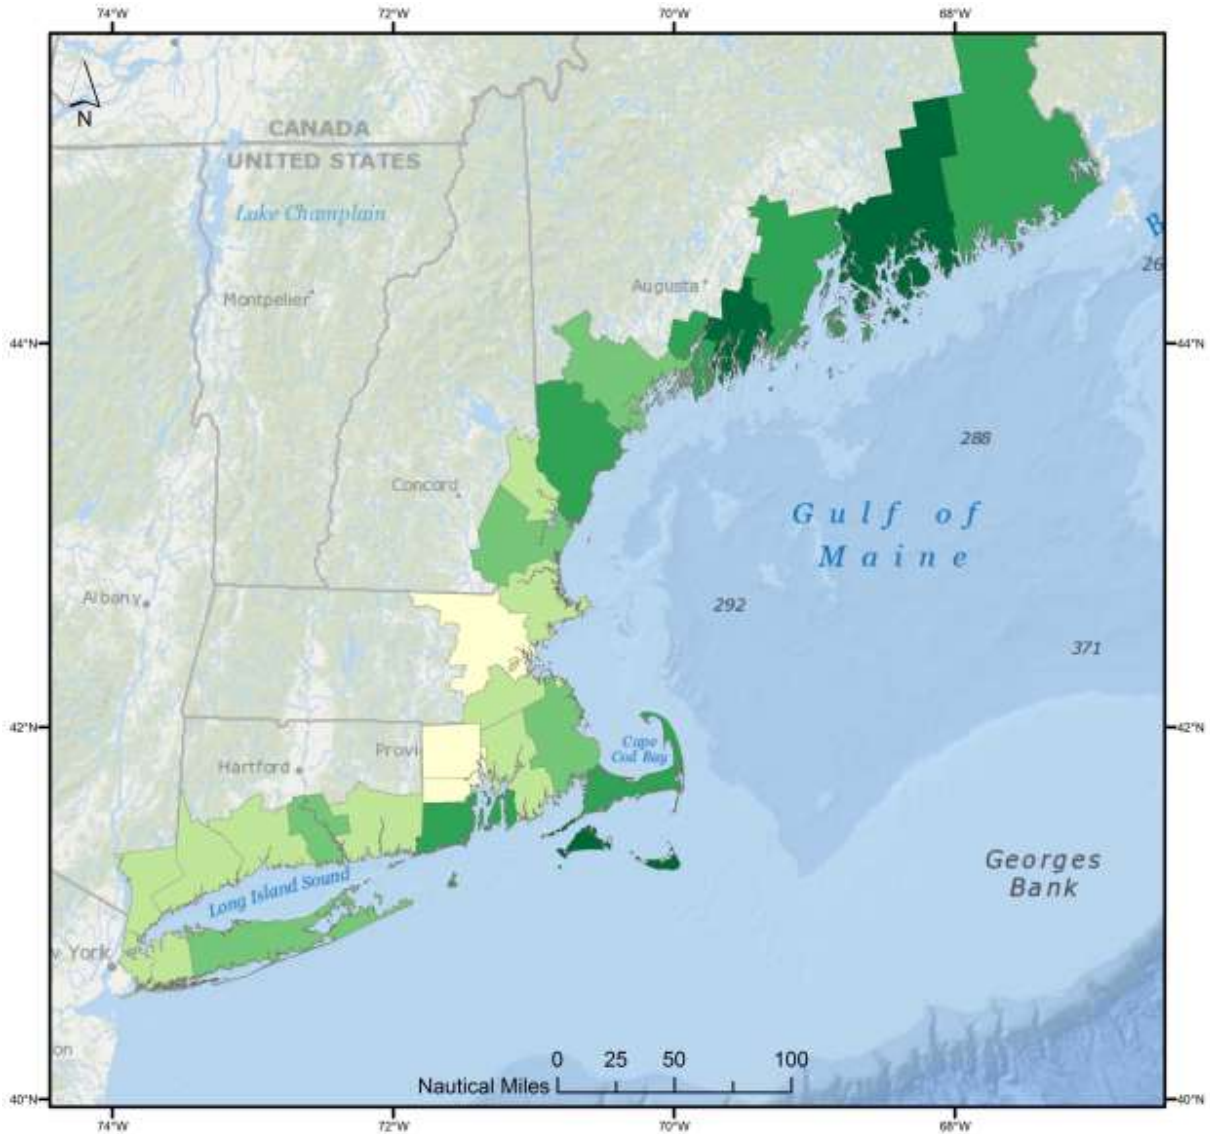 74°W 72°W 70°W 68°W
N
CANADA
UNITED STATES
Lake Champlain
B
26
Augusta
Montpelier
44°N 44°N
288
Concord
Gulf of
Maine
Albany
292
371
42°N 42°N
Cape
Cod Bay
Provi
Hartford
Georges
Bank
Long Island Sound
w York
on
0 25 50 100
Nautical Miles
40°N 40°N
74°W 72°W 70°W 68°W